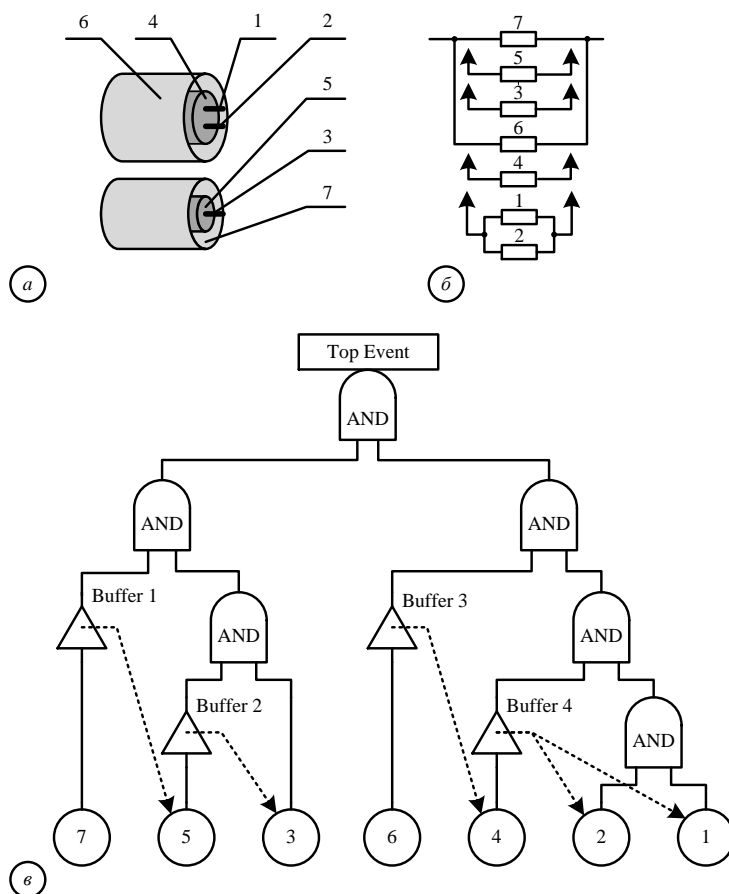 6 4 1 2
5
3
7
а
7
5
3
6
4
1
2
б
Top Event
AND
AND AND
Buffer 1 Buffer 3
AND AND
Buffer 2 Buffer 4
AND
7 5 3 6 4 2 1
в